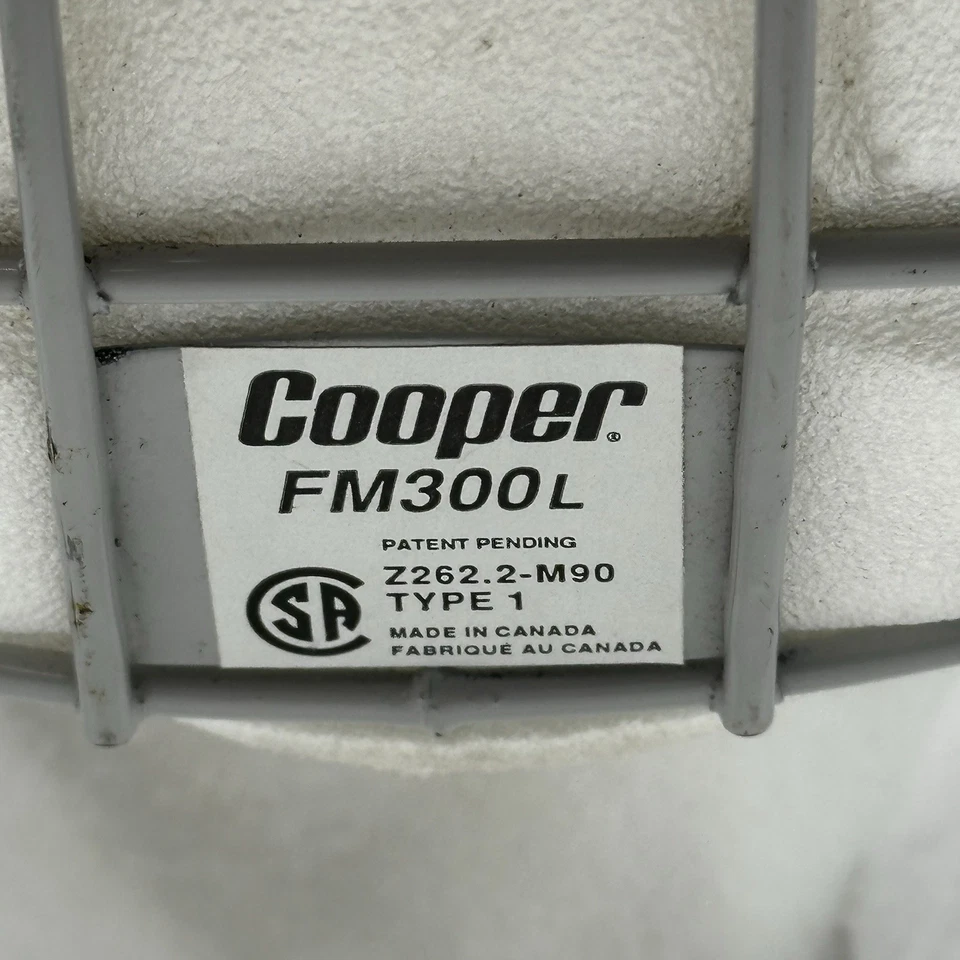 Cooper®
FM300L
PATENT PENDING
Z262.2-M90
SA TYPE 1
MADE IN CANADA
FABRIQUÉ AU CANADA